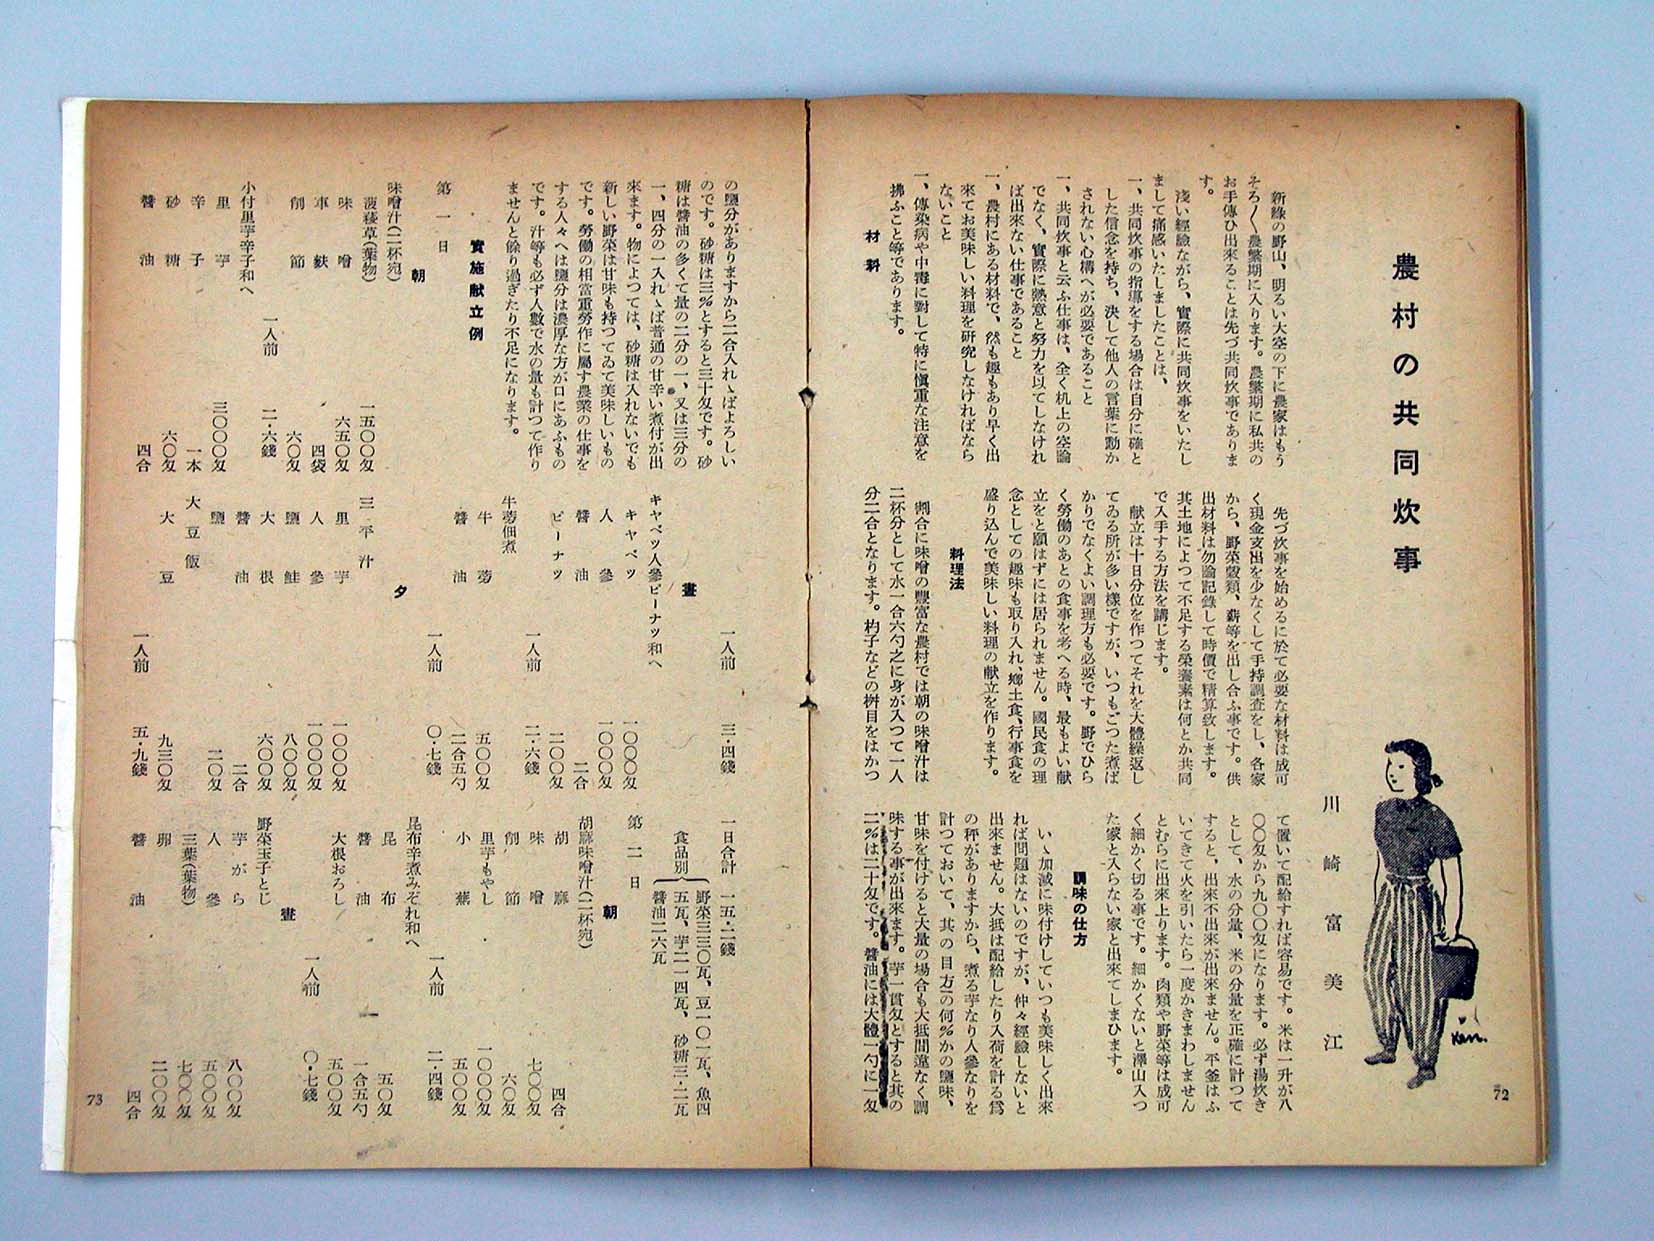 農村の共同炊事
川崎富美江
新綠の野山、明るい大空の下に農家はもう
そろ〳〵農繁期に入ります。農繁期に私共の
お手傳ひ出來ることは先づ共同炊事でありま
す。
淺い經驗ながら、實際に共同炊事をいたし
まして痛感いたしましたことは、
一、共同炊事の指導をする場合は自分に確と
した信念を持ち、決して他人の言葉に動か
されない心構へが必要であること
一、共同炊事と云ふ仕事は、全く机上の空論
でなく、實際に熱意と努力を以てしなけれ
ば出來ない仕事であること
一、農村にある材料で、然も趣もあり早く出
來てお美味しい料理を研究しなければなら
ないこと
一、傳染病や中毒に對して特に愼重な注意を
拂ふこと等であります。
材料
先づ炊事を始めるに於て必要な材料は成可
く現金支出を少なくして手持調査をし、各家
から、野菜穀類、薪等を出し合ふ事です。供
出材料は勿論記錄して時價で精算致します。
其土地によつて不足する榮養素は何とか共同
で入手する方法を講じます。
献立は十日分位を作つてそれを大體繰返し
てゐる所が多い樣ですが、いつもごつた煮ば
かりでなくよい調理方も必要です。野でひら
く勞働のあとの食事を考へる時、最もよい献
立をと願はずには居られません。國民食の理
念としての趣味も取り入れ、鄕土食、行事食を
盛り込んで美味しい料理の献立を作ります。
料理法
割合に味噌の豐富な農村では朝の味噌汁は
二杯分として水一合六勺之に身が入つて一人
分二合となります。杓子などの桝目をはかつ
て置いて配給すれば容易です。米は一升が八
〇〇匁から九〇〇匁になります。必ず湯炊き
として、水の分量、米の分量を正確に計つて
すると、出來不出來が出來ません。平釜はふ
いてきて火を引いたら一度かきまわしません
とむらに出來上ります。肉類や野菜等は成可
く細かく切る事です。細かくないと澤山入つ
た家と入らない家と出來てしまひます。
調味の仕方
いゝ加減に味付けしていつも美味しく出來
れば問題はないのですが、仲々經驗しないと
出來ません。大抵は配給したり入荷を計る爲
の秤がありますから、煮る芋なり人參なりを
計つておいて、其の目方の何％かの鹽味、
甘味を付けると大量の場合も大抵間違なく調
味する事が出來ます。芋一貫匁とすると其の
二％は二十匁です。醬油には大體一勺に一匁
72
の鹽分がありますから二合入れゝばよろしい
のです。砂糖は三％とすると三十匁です。砂
糖は醬油の多くて量の二分の一、又は三分の
一、四分の一入れゝば普通の甘辛い煮付が出
來ます。物によつては、砂糖は入れないでも
新しい野菜は甘味も持つてゐて美味しいもの
です。勞働の相當重勞作に屬す農業の仕事を
する人々へは鹽分は濃厚な方が口にあふもの
です。汁等も必ず人數で水の量も計つて作り
ませんと餘り過ぎたり不足になります。
實施献立例
第一日
朝
味噌汁(二杯宛)
菠薐草(葉物) 一五〇〇匁
味噌 六五〇匁
車麩 四袋
削節 六〇匁
一人前 二・六錢
小付里芋辛子和へ
里芋 三〇〇〇匁
辛子 一本
砂糖 六〇匁
醬油 四合
一人前 三・四錢
晝
キャベツ人參ピーナツ和へ
キャベツ 一〇〇〇匁
人參 一〇〇〇匁
醬油 二合
ピーナツ 二〇〇匁
一人前 二・六錢
牛蒡佃煮
牛蒡 五〇〇匁
醬油 二合五勺
一人前 〇・七錢
夕
三平汁
里芋 一〇〇〇匁
人參 一〇〇〇匁
鹽鮭 八〇〇匁
大根 六〇〇匁
醬油 二合
鹽 二〇匁
大豆飯
大豆 九三〇匁
一人前 五・九錢
一日合計 一五・二錢
食品別
野菜三三〇瓦、豆一〇一瓦、魚四
五瓦、芋二一四瓦、砂糖三・二瓦
醬油二六瓦
第二日
朝
胡麻味噌汁(二杯宛)
胡麻 四合
味噌 七〇〇匁
削節 六〇匁
里芋もやし 一〇〇〇匁
小蕪 五〇〇匁
一人前 二・四錢
昆布辛煮みぞれ和へ
昆布 五〇匁
醬油 一合五勺
大根おろし 五〇〇匁
一人前 〇・七錢
晝
野菜玉子とじ
芋がら 八〇〇匁
人參 五〇〇匁
三葉(葉物) 七〇〇匁
卵 二〇〇匁
醬油 四合
73
Ken.